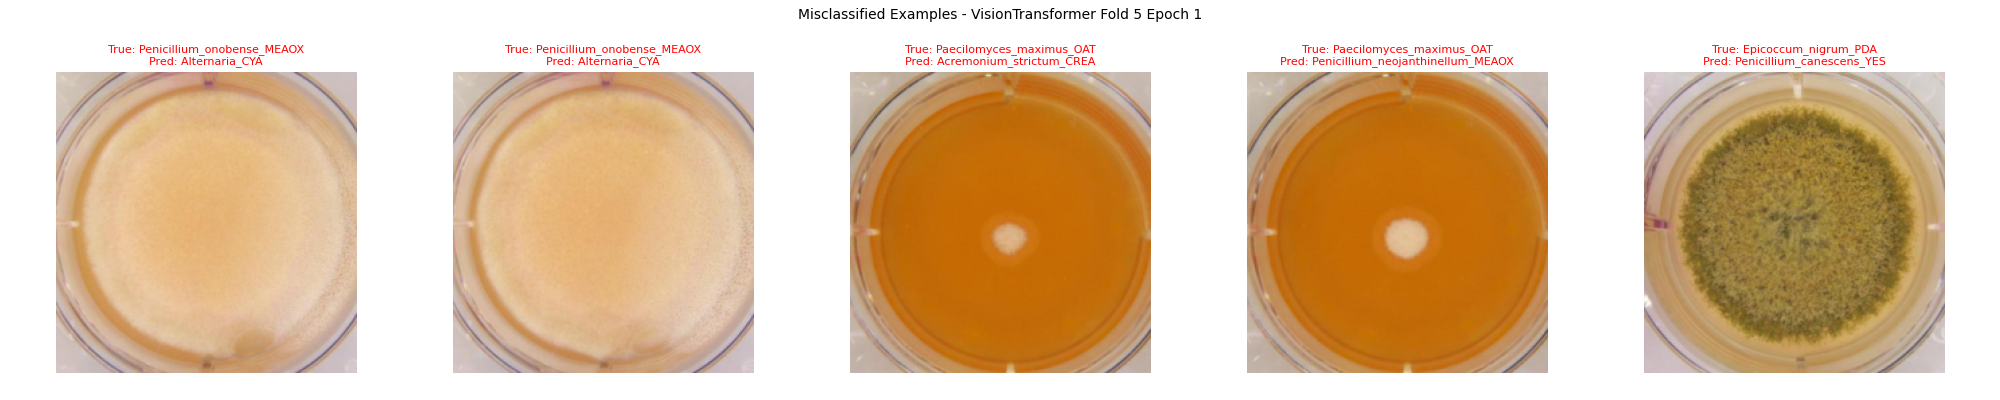 Misclassified Examples - VisionTransformer Fold 5 Epoch 1
True: Penicillium_onobense_MEAOX
Pred: Alternaria_CYA
True: Penicillium_onobense_MEAOX
Pred: Alternaria_CYA
True: Paecilomyces_maximus_OAT
Pred: Acremonium_strictum_CREA
True: Paecilomyces_maximus_OAT
Pred: Penicillium_neojanthinellum_MEAOX
True: Epicoccum_nigrum_PDA
Pred: Penicillium_canescens_YES